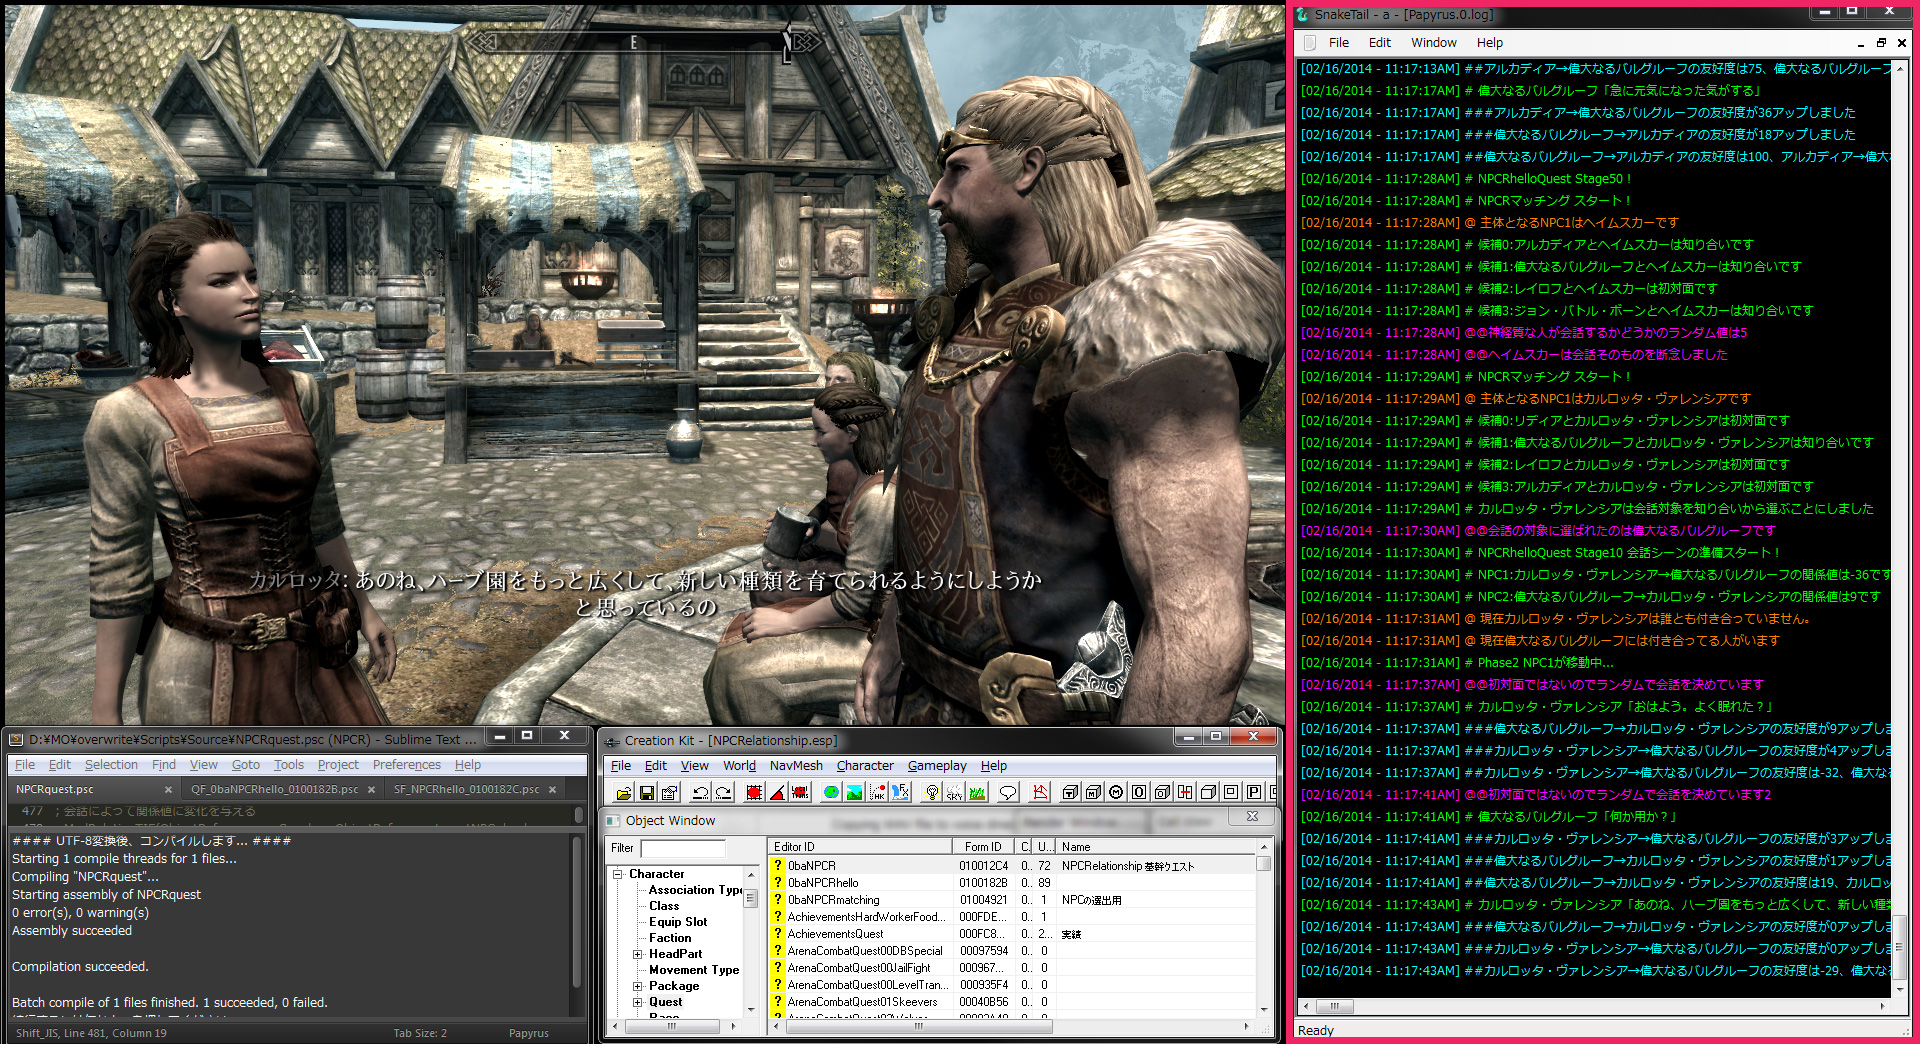 E
カルロッタ: あのね、ハーブ園をもっと広くして、新しい種類を育てられるようにしようか
と思っているの
SnakeTail - a - [Papyrus.0.log]
File Edit Window Help
[02/16/2014 - 11:17:13AM] ##アルカディア→偉大なるバルグルーフの友好度は75、偉大なるバルグルーフ
[02/16/2014 - 11:17:17AM] # 偉大なるバルグルーフ「急に元気になった気がする」
[02/16/2014 - 11:17:17AM] ###アルカディア→偉大なるバルグルーフの友好度が36アップしました
[02/16/2014 - 11:17:17AM] ###偉大なるバルグルーフ→アルカディアの友好度が18アップしました
[02/16/2014 - 11:17:17AM] ##偉大なるバルグルーフ→アルカディアの友好度は100、アルカディア→偉大な
[02/16/2014 - 11:17:28AM] # NPCRhelloQuest Stage50！
[02/16/2014 - 11:17:28AM] # NPCRマッチング スタート！
[02/16/2014 - 11:17:28AM] @ 主体となるNPC1はヘイムスカーです
[02/16/2014 - 11:17:28AM] # 候補0:アルカディアとヘイムスカーは知り合いです
[02/16/2014 - 11:17:28AM] # 候補1:偉大なるバルグルーフとヘイムスカーは知り合いです
[02/16/2014 - 11:17:28AM] # 候補2:レイロフとヘイムスカーは初対面です
[02/16/2014 - 11:17:28AM] # 候補3:ジョン・バトル・ボーンとヘイムスカーは知り合いです
[02/16/2014 - 11:17:28AM] @@神経質な人が会話するかどうかのランダム値は5
[02/16/2014 - 11:17:28AM] @@ヘイムスカーは会話そのものを断念しました
[02/16/2014 - 11:17:29AM] # NPCRマッチング スタート！
[02/16/2014 - 11:17:29AM] @ 主体となるNPC1はカルロッタ・ヴァレンシアです
[02/16/2014 - 11:17:29AM] # 候補0:リディアとカルロッタ・ヴァレンシアは初対面です
[02/16/2014 - 11:17:29AM] # 候補1:偉大なるバルグルーフとカルロッタ・ヴァレンシアは知り合いです
[02/16/2014 - 11:17:29AM] # 候補2:レイロフとカルロッタ・ヴァレンシアは初対面です
[02/16/2014 - 11:17:29AM] # 候補3:アルカディアとカルロッタ・ヴァレンシアは初対面です
[02/16/2014 - 11:17:29AM] # カルロッタ・ヴァレンシアは会話対象を知り合いから選ぶことにしました
[02/16/2014 - 11:17:30AM] @@会話の対象に選ばれたのは偉大なるバルグルーフです
[02/16/2014 - 11:17:30AM] # NPCRhelloQuest Stage10 会話シーンの準備スタート！
[02/16/2014 - 11:17:30AM] # NPC1:カルロッタ・ヴァレンシア→偉大なるバルグルーフの関係値は-36です
[02/16/2014 - 11:17:30AM] # NPC2:偉大なるバルグルーフ→カルロッタ・ヴァレンシアの関係値は9です
[02/16/2014 - 11:17:31AM] @ 現在カルロッタ・ヴァレンシアは誰とも付き合っていません。
[02/16/2014 - 11:17:31AM] @ 現在偉大なるバルグルーフには付き合ってる人がいます
[02/16/2014 - 11:17:31AM] # Phase2 NPC1が移動中...
[02/16/2014 - 11:17:37AM] @@初対面ではないのでランダムで会話を決めています
[02/16/2014 - 11:17:37AM] # カルロッタ・ヴァレンシア「おはよう。よく眠れた？」
[02/16/2014 - 11:17:37AM] ###偉大なるバルグルーフ→カルロッタ・ヴァレンシアの友好度が9アップしま
[02/16/2014 - 11:17:37AM] ###カルロッタ・ヴァレンシア→偉大なるバルグルーフの友好度が4アップしま
[02/16/2014 - 11:17:37AM] ##カルロッタ・ヴァレンシア→偉大なるバルグルーフの友好度は-32、偉大な
[02/16/2014 - 11:17:41AM] @@初対面ではないのでランダムで会話を決めています2
[02/16/2014 - 11:17:41AM] # 偉大なるバルグルーフ「何か用か？」
[02/16/2014 - 11:17:41AM] ###カルロッタ・ヴァレンシア→偉大なるバルグルーフの友好度が3アップしま
[02/16/2014 - 11:17:41AM] ###偉大なるバルグルーフ→カルロッタ・ヴァレンシアの友好度が1アップしま
[02/16/2014 - 11:17:41AM] ##偉大なるバルグルーフ→カルロッタ・ヴァレンシアの友好度は19、カルロッ
[02/16/2014 - 11:17:43AM] # カルロッタ・ヴァレンシア「あのね、ハーブ園をもっと広くして、新しい種類
[02/16/2014 - 11:17:43AM] ###偉大なるバルグルーフ→カルロッタ・ヴァレンシアの友好度が0アップしま
[02/16/2014 - 11:17:43AM] ###カルロッタ・ヴァレンシア→偉大なるバルグルーフの友好度が0アップしま
[02/16/2014 - 11:17:43AM] ##カルロッタ・ヴァレンシア→偉大なるバルグルーフの友好度は-29、偉大な
Ready
D:¥MO¥overwrite¥Scripts¥Source¥NPCRquest.psc (NPCR) - Sublime Text ...
File Edit Selection Find View Goto Tools Project Preferences Help
NPCRquest.psc QF_0baNPCRhello_0100182B.psc SF_NPCRhello_0100182C.psc
477 ; 会話によって関係値に変化を与える
#### UTF-8変換後、コンパイルします... ####
Starting 1 compile threads for 1 files...
Compiling "NPCRquest"...
Starting assembly of NPCRquest
0 error(s), 0 warning(s)
Assembly succeeded
Compilation succeeded.
Batch compile of 1 files finished. 1 succeeded, 0 failed.
Shift_JIS, Line 481, Column 19 Tab Size: 2 Papyrus
Creation Kit - [NPCRelationship.esp]
File Edit View World NavMesh Character Gameplay Help
Object Window
Filter
Character
Association Type
Class
Equip Slot
Faction
HeadPart
Movement Type
Package
Quest
Race
Editor ID Form ID C. U... Name
0baNPCR 010012C4 0.. 72 NPCRelationship 基幹クエスト
0baNPCRhello 0100182B 0.. 89
0baNPCRmatching 01004921 0.. 1 NPCの選出用
AchievementsHardWorkerFood... 000FDE... 0.. 1
AchievementsQuest 000FC8... 0.. 2... 実績
ArenaCombatQuest00DBSpecial 00097594 0.. 0
ArenaCombatQuest00JailFight 000967... 0.. 0
ArenaCombatQuest00LevelTran... 000935F4 0.. 0
ArenaCombatQuest01Skeevers 00040B56 0.. 0